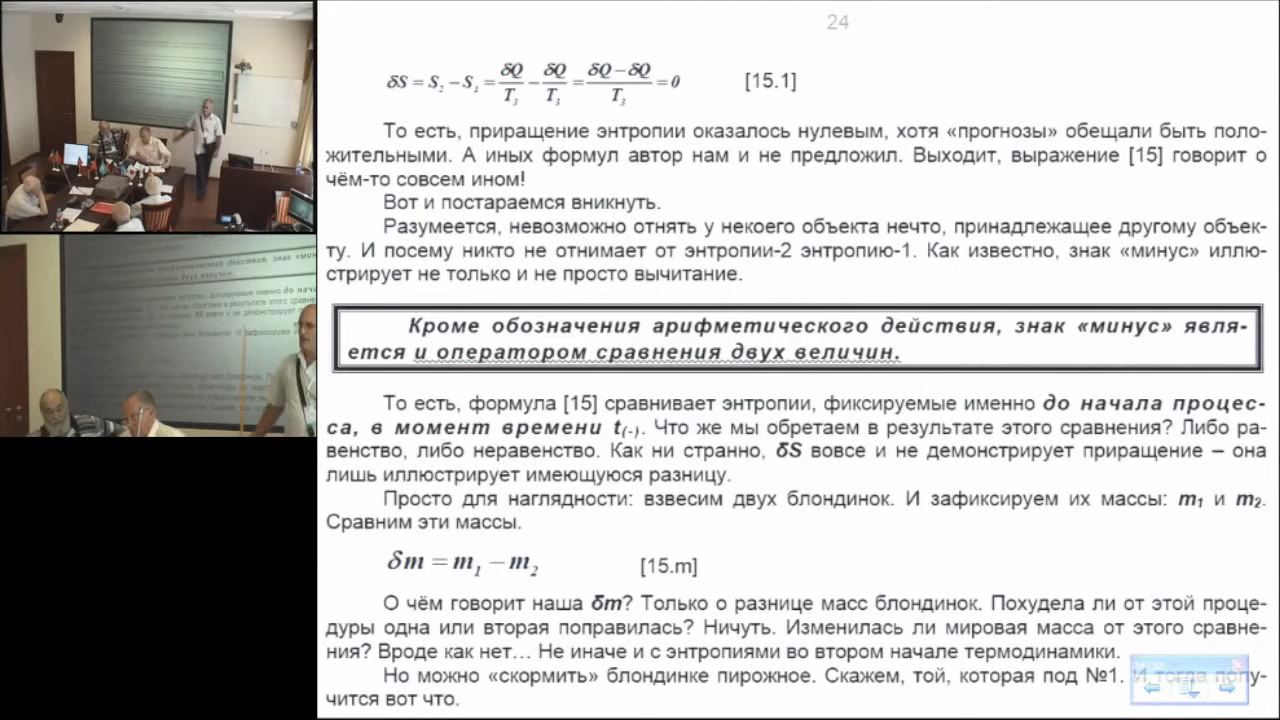 24
δS = S₂ − S₁ = δQ/T₃ − δQ/T₃ = (δQ − δQ)/T₃ = 0 [15.1]
То есть, приращение энтропии оказалось нулевым, хотя «прогнозы» обещали быть поло-
жительными. А иных формул автор нам и не предложил. Выходит, выражение [15] говорит о
чём-то совсем ином!
Вот и постараемся вникнуть.
Разумеется, невозможно отнять у некоего объекта нечто, принадлежащее другому объек-
ту. И посему никто не отнимает от энтропии-2 энтропию-1. Как известно, знак «минус» иллю-
стрирует не только и не просто вычитание.
Кроме обозначения арифметического действия, знак «минус» явля-
ется и оператором сравнения двух величин.
То есть, формула [15] сравнивает энтропии, фиксируемые именно до начала процес-
са, в момент времени t(-). Что же мы обретаем в результате этого сравнения? Либо ра-
венство, либо неравенство. Как ни странно, δS вовсе и не демонстрирует приращение – она
лишь иллюстрирует имеющуюся разницу.
Просто для наглядности: взвесим двух блондинок. И зафиксируем их массы: m₁ и m₂.
Сравним эти массы.
δm = m₁ − m₂ [15.m]
О чём говорит наша δm? Только о разнице масс блондинок. Похудела ли от этой проце-
дуры одна или вторая поправилась? Ничуть. Изменилась ли мировая масса от этого сравне-
ния? Вроде как нет… Не иначе и с энтропиями во втором начале термодинамики.
Но можно «скормить» блондинке пирожное. Скажем, той, которая под №1. И тогда полу-
чится вот что.